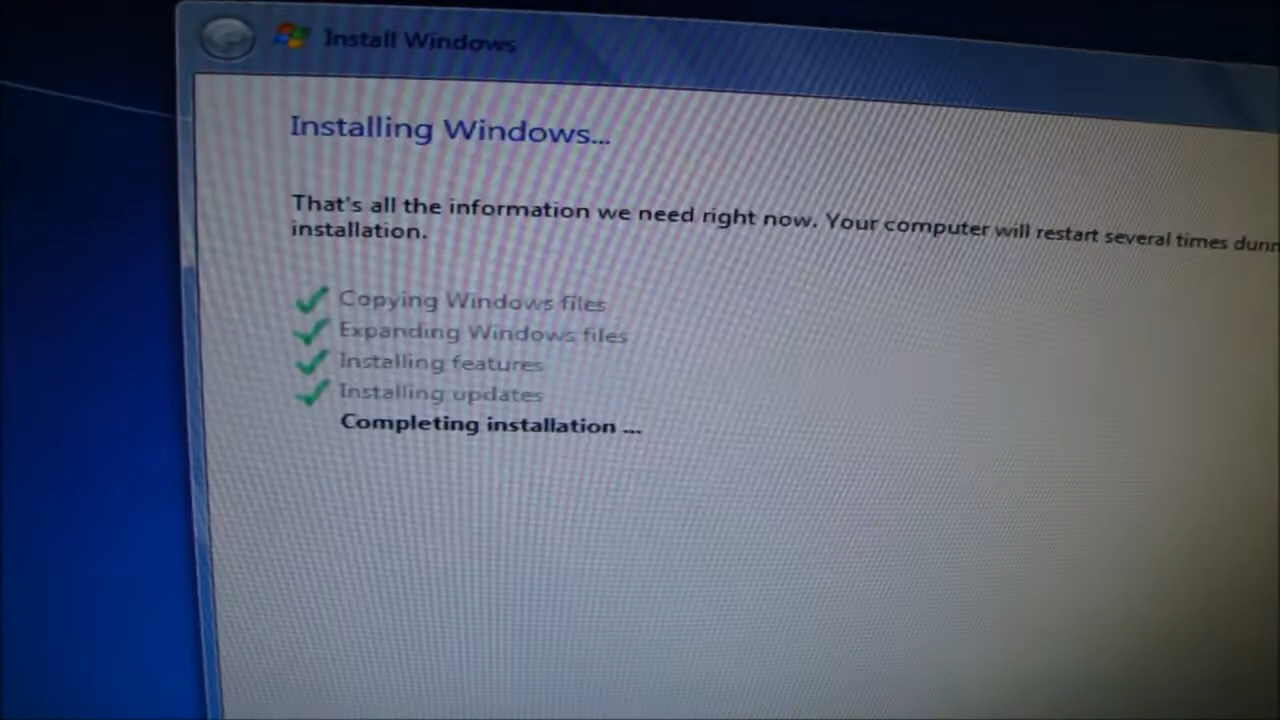 Install Windows
Installing Windows...
That's all the information we need right now. Your computer will restart several times
installation.
Copying Windows files
Expanding Windows files
Installing features
Installing updates
Completing installation ...